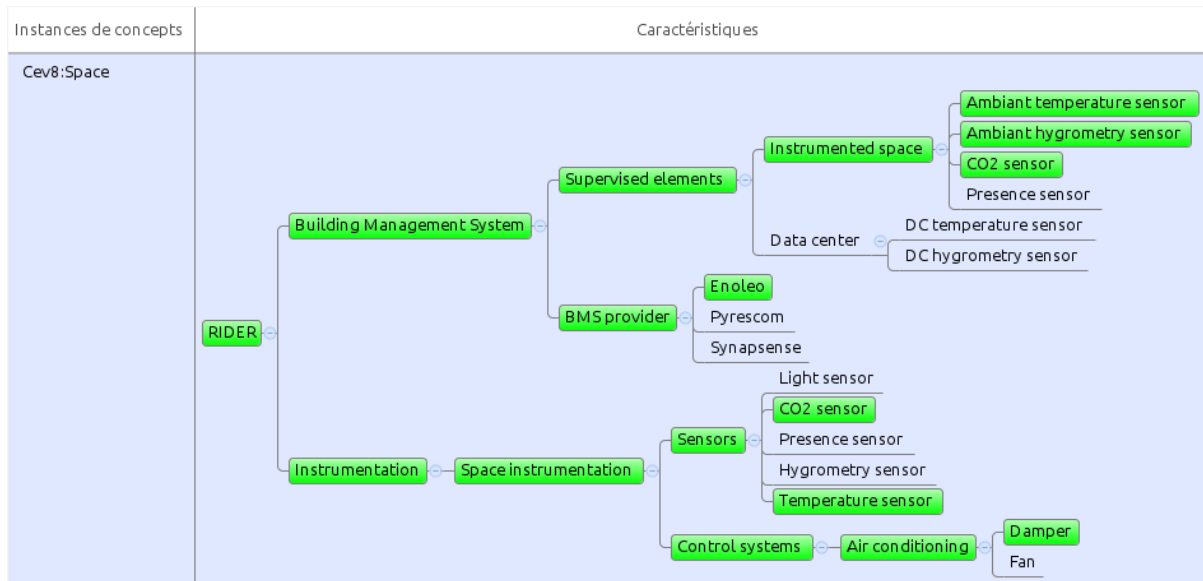 Instances de concepts
Caractéristiques
Cev8:Space
Ambiant temperature sensor
Ambiant hygrometry sensor
Instrumented space
CO2 sensor
Supervised elements
Presence sensor
Building Management System
DC temperature sensor
Data center
DC hygrometry sensor
Enoleo
BMS provider
Pyrescom
RIDER
Synapsense
Light sensor
CO2 sensor
Sensors
Presence sensor
Instrumentation
Space instrumentation
Hygrometry sensor
Temperature sensor
Damper
Control systems
Air conditioning
Fan